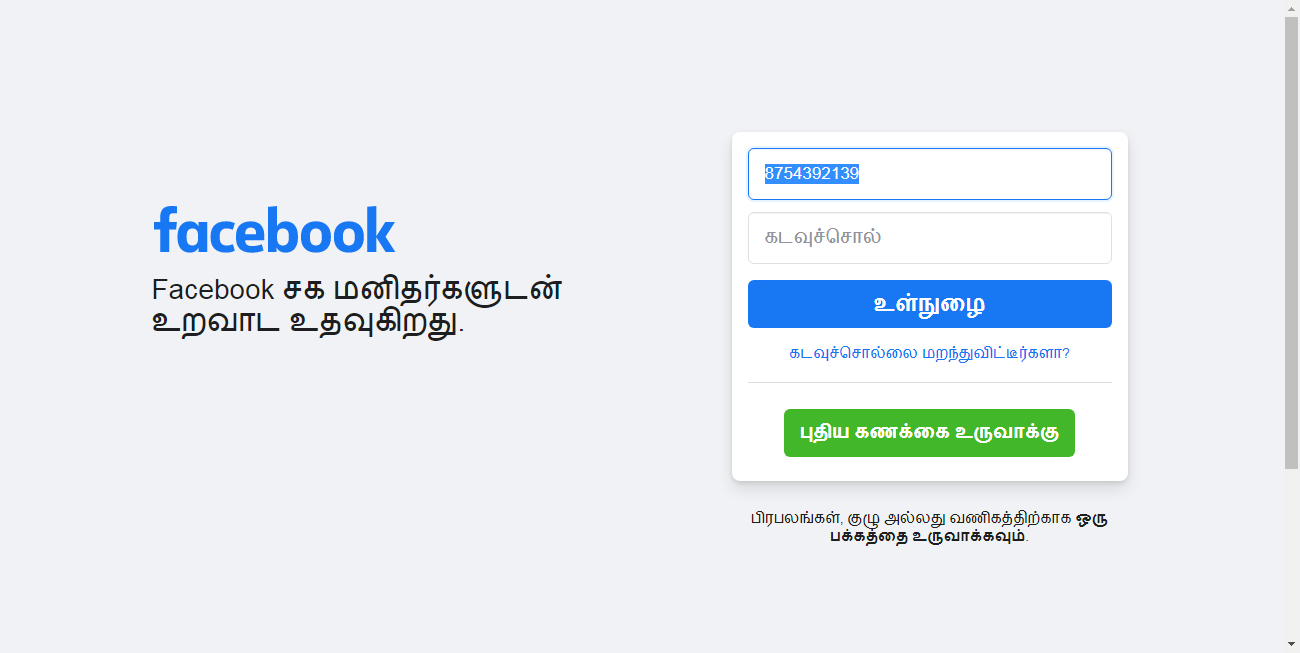 facebook
Facebook சக மனிதர்களுடன்
உறவாட உதவுகிறது.
8754392139
கடவுச்சொல்
உள்நுழை
கடவுச்சொல்லை மறந்துவிட்டீர்களா?
புதிய கணக்கை உருவாக்கு
பிரபலங்கள், குழு அல்லது வணிகத்திற்காக ஒரு
பக்கத்தை உருவாக்கவும்.